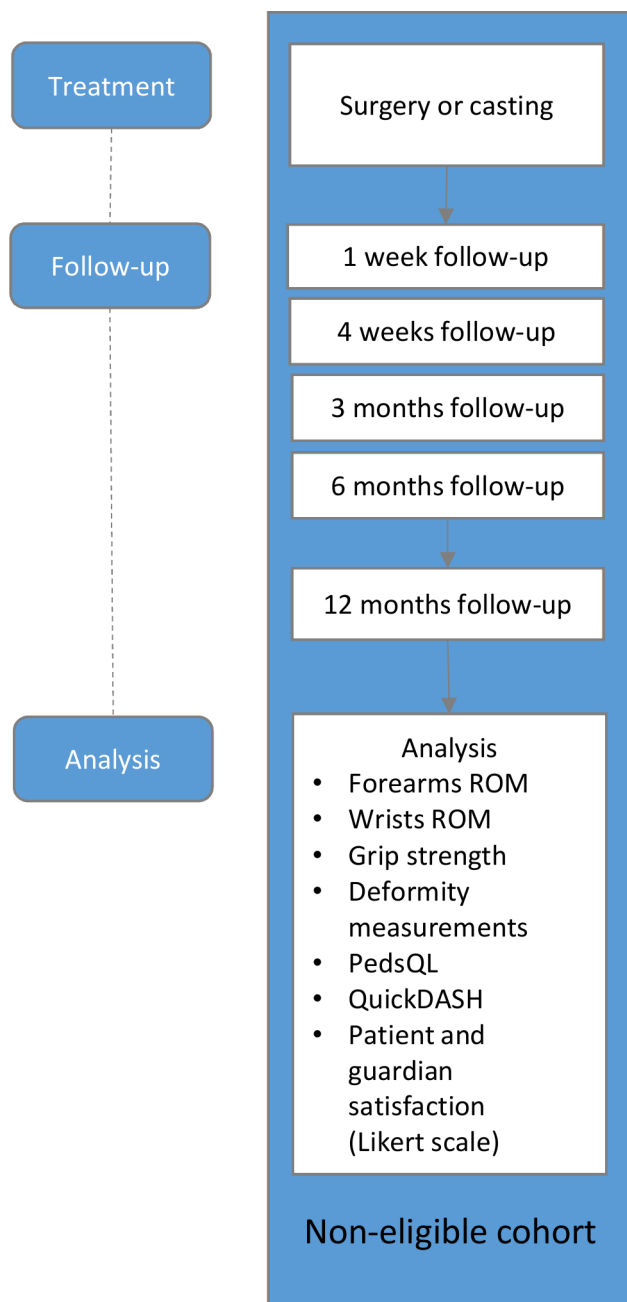 Treatment
Surgery or casting
Follow-up
1 week follow-up
4 weeks follow-up
3 months follow-up
6 months follow-up
12 months follow-up
Analysis
Analysis
• Forearms ROM
• Wrists ROM
• Grip strength
• Deformity
measurements
• PedsQL
• QuickDASH
• Patient and
guardian
satisfaction
(Likert scale)
Non-eligible cohort